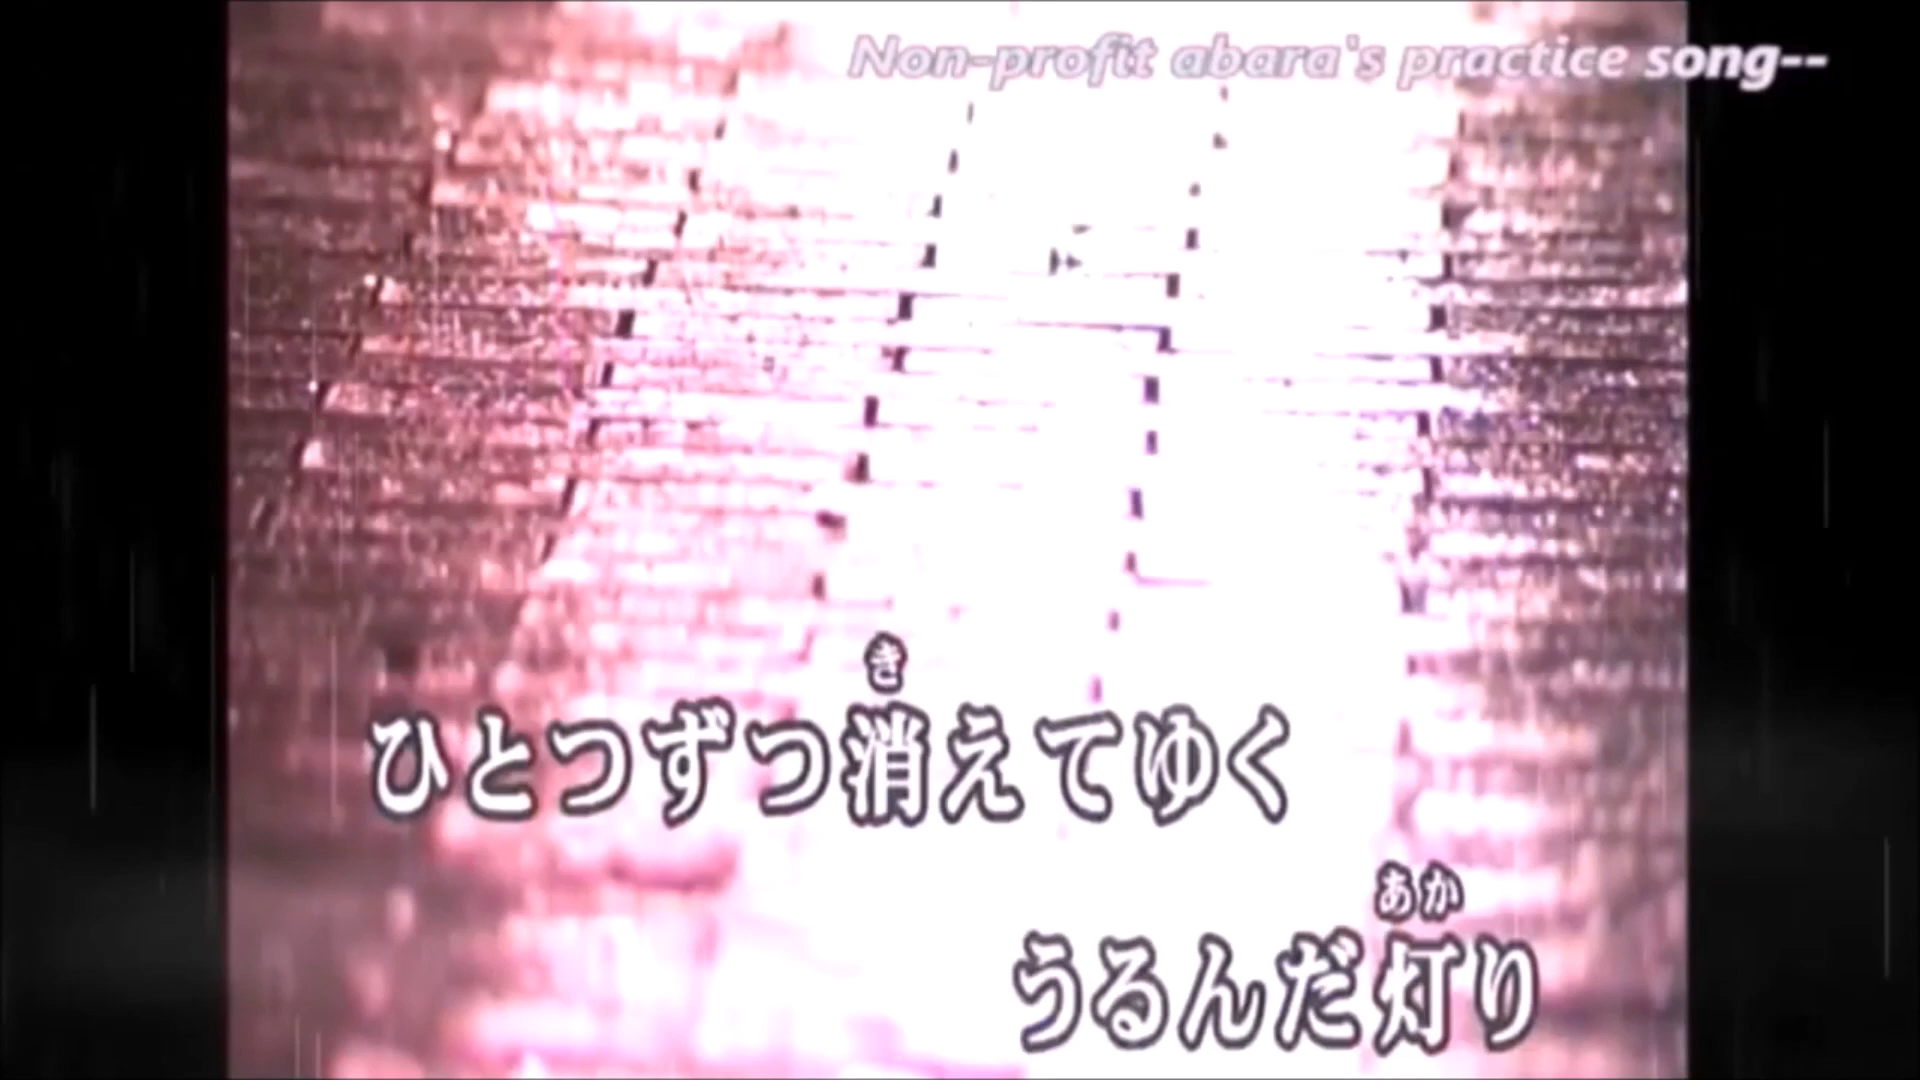 Non-profit abara's practice song--
き
ひとつずつ消えてゆく
あか
うるんだ灯り